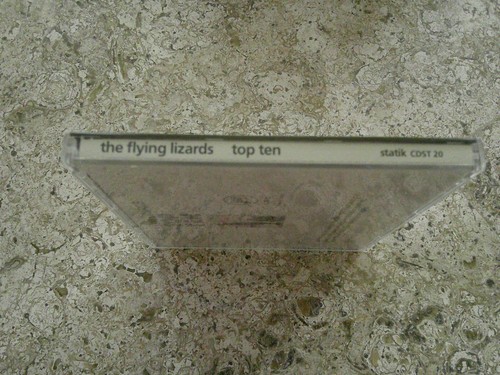 the flying lizards top ten statik CDST 20